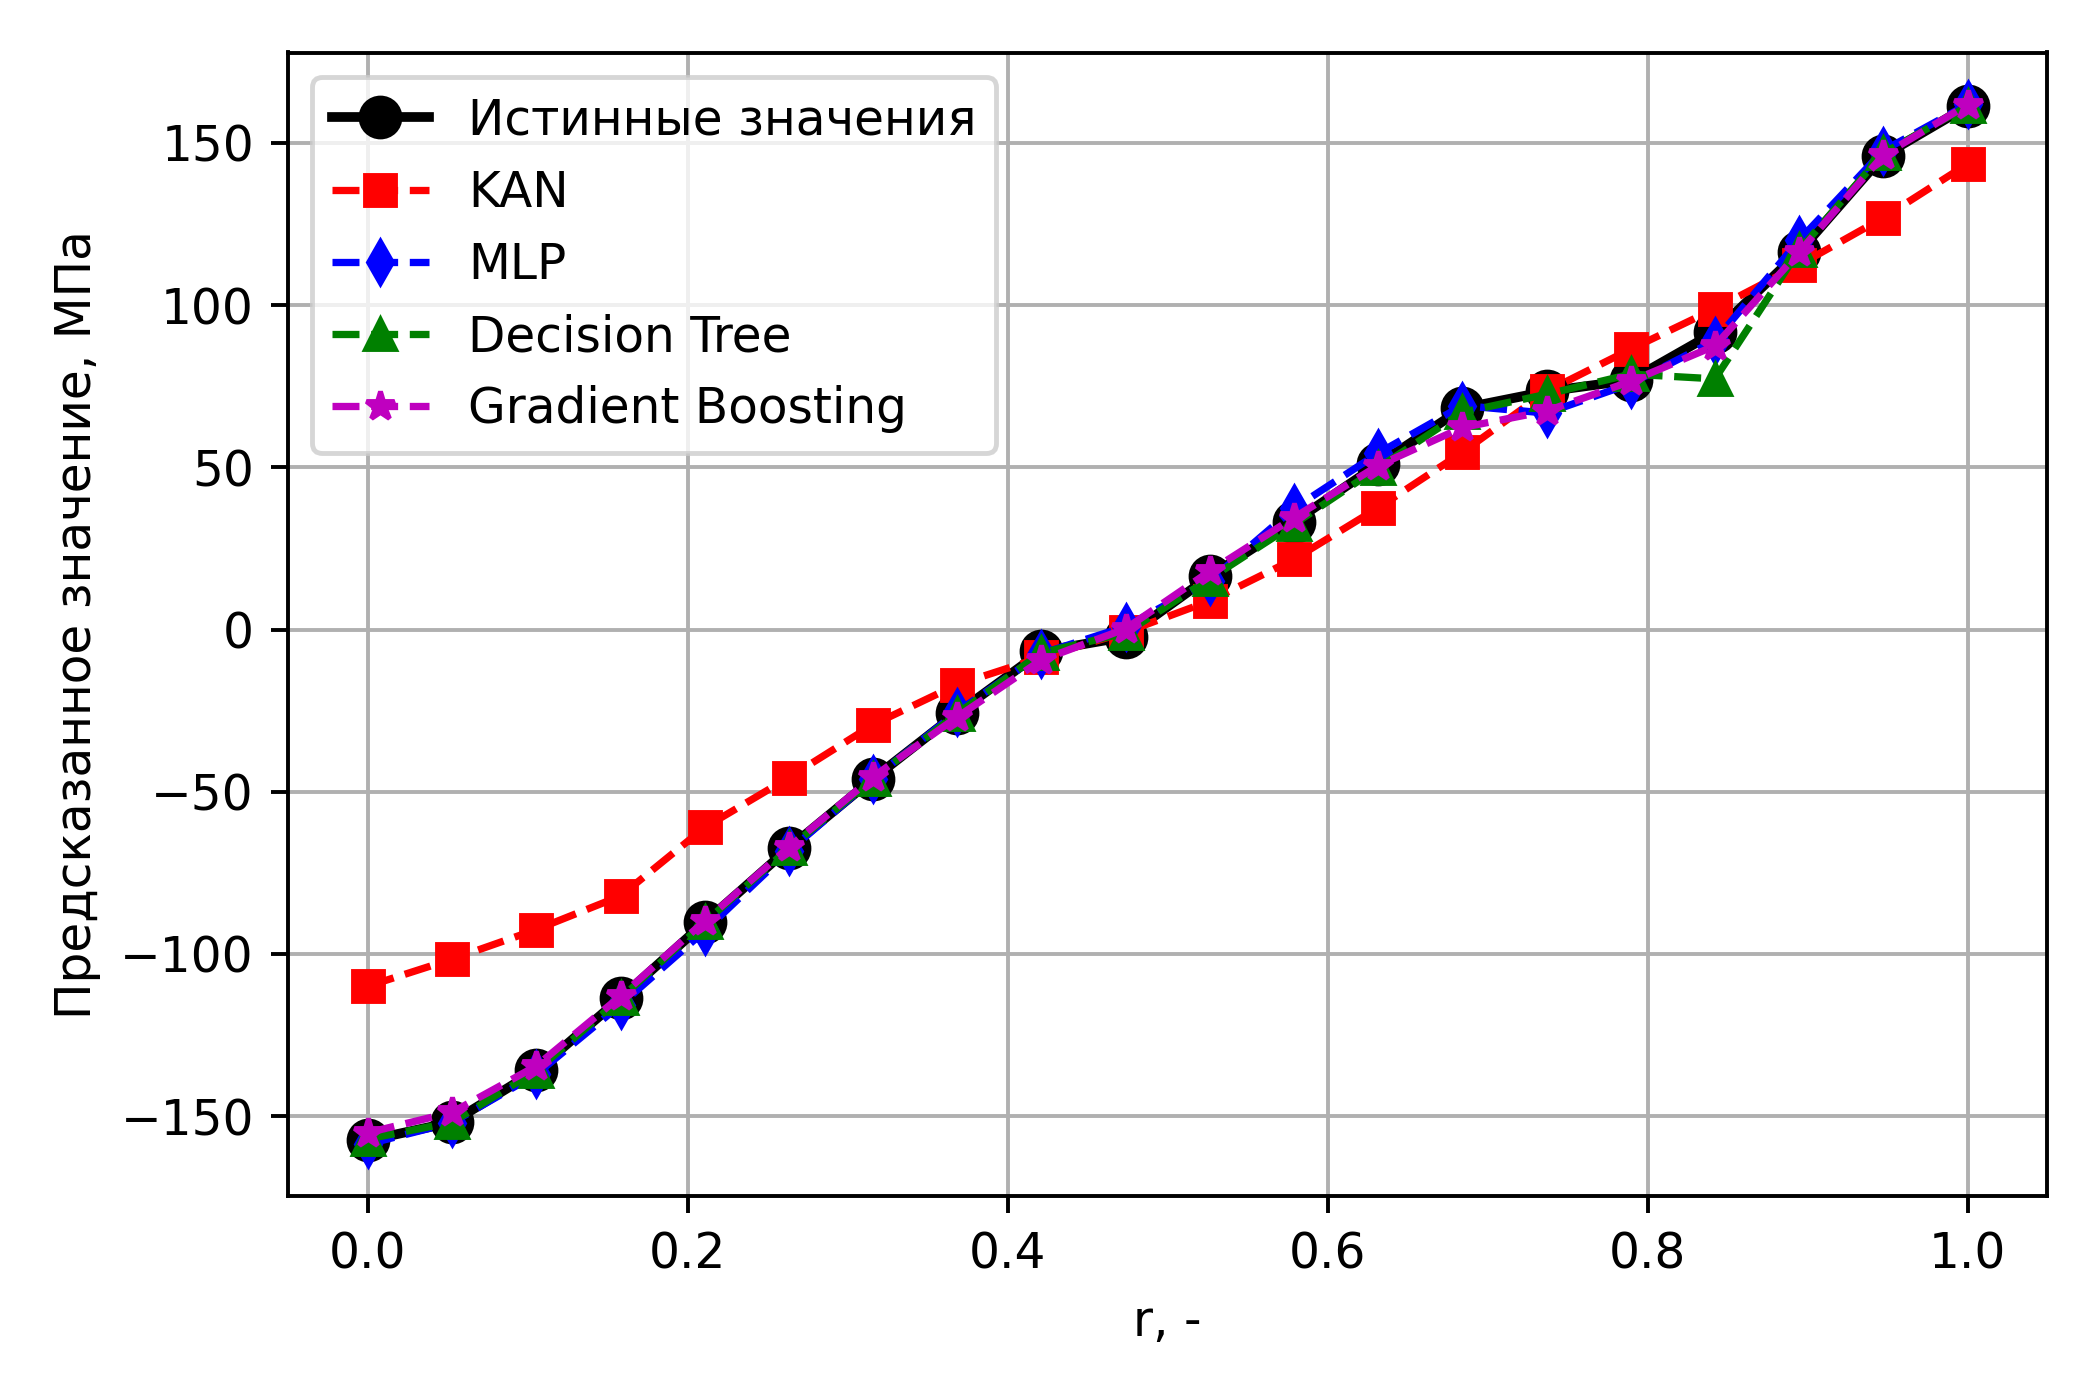 Истинные значения
KAN
MLP
Decision Tree
Gradient Boosting
Предсказанное значение, МПа
150
100
50
0
−50
−100
−150
0.0 0.2 0.4 0.6 0.8 1.0
r, -